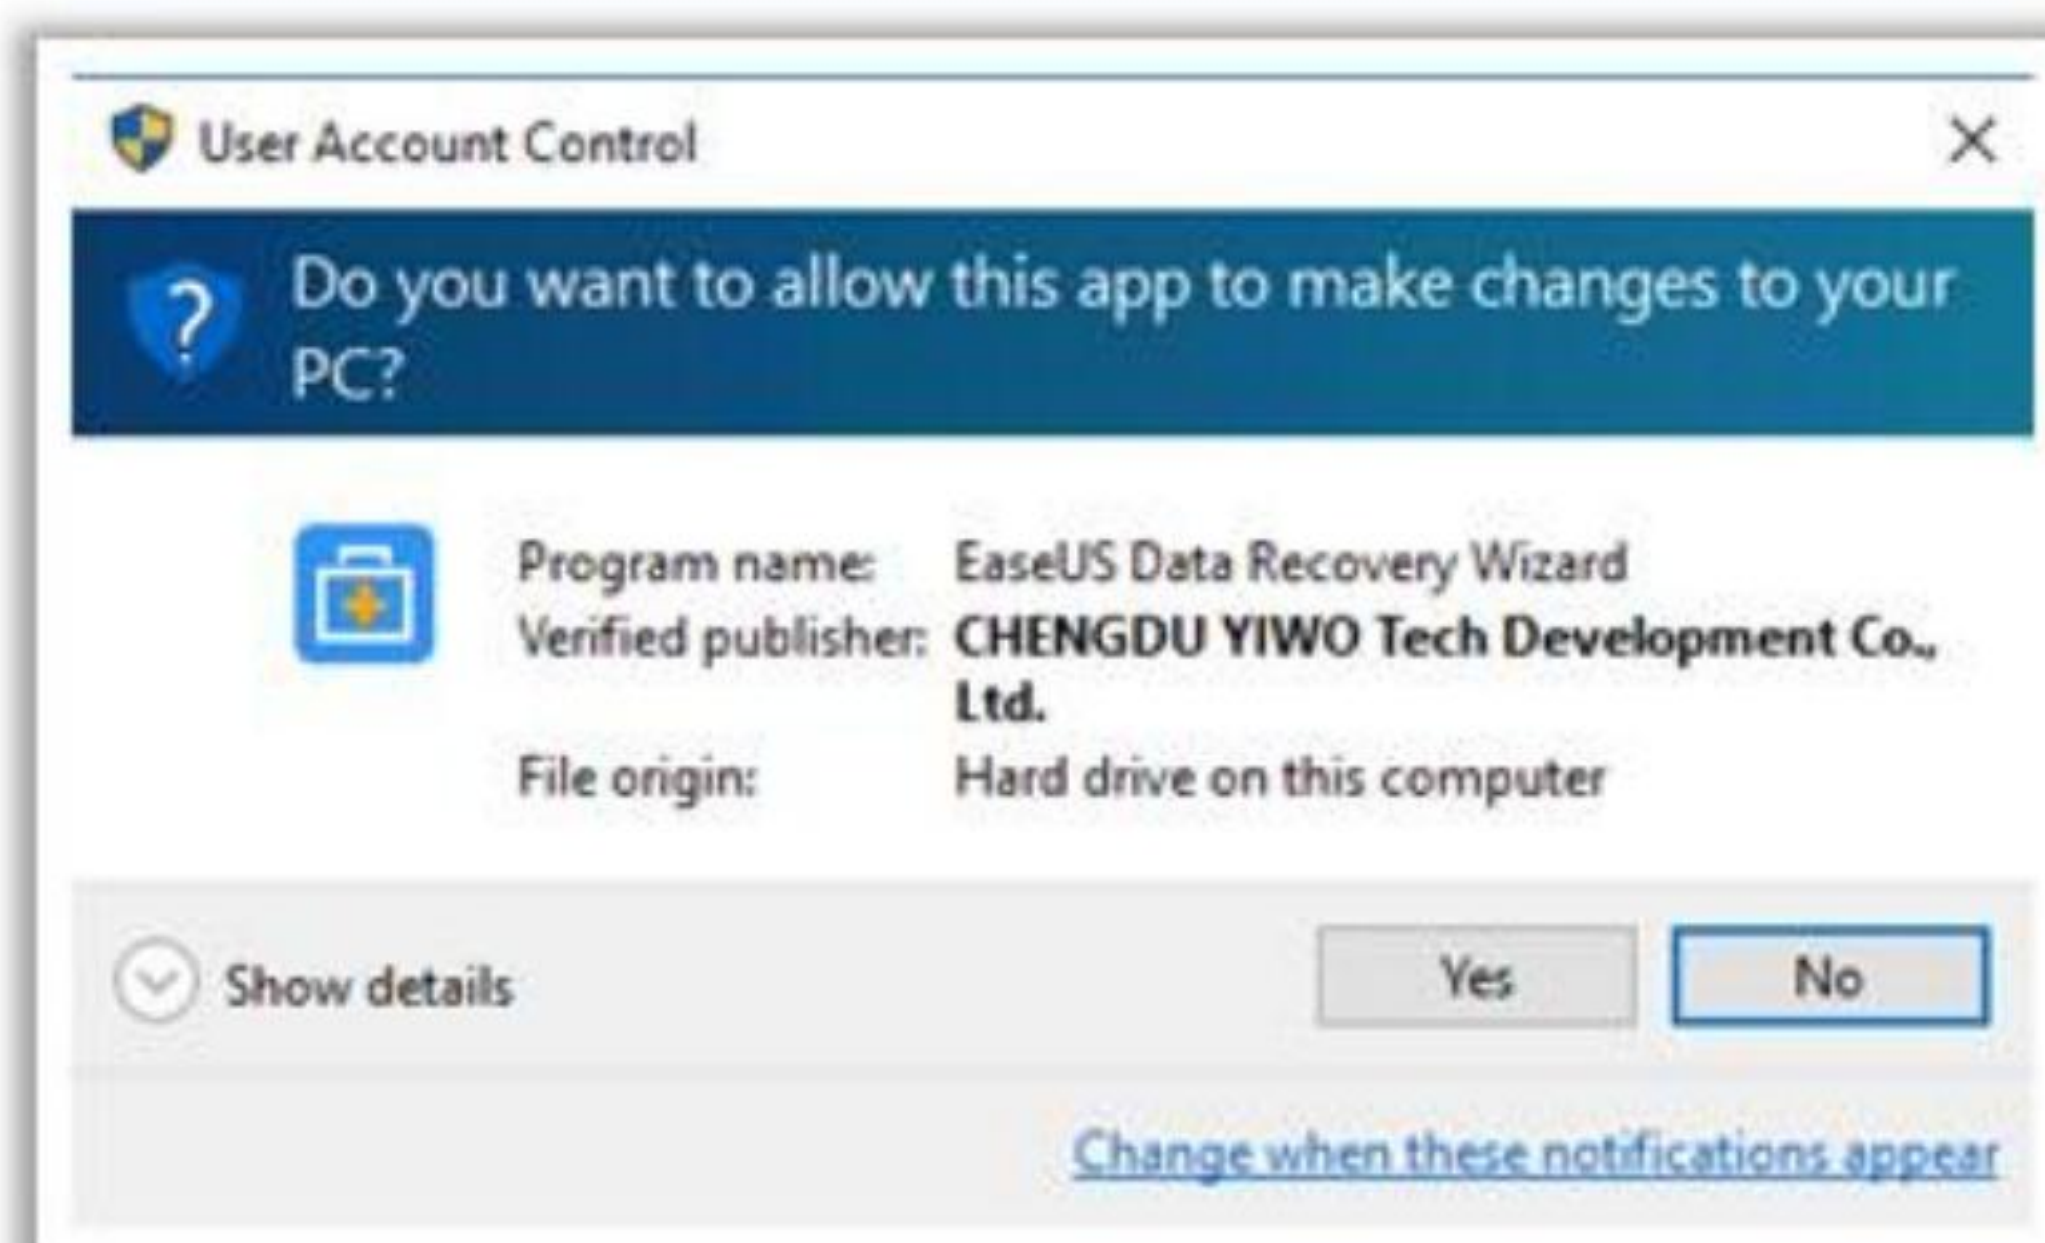 User Account Control
Do you want to allow this app to make changes to your
PC?
Program name: EaseUS Data Recovery Wizard
Verified publisher: CHENGDU YIWO Tech Development Co.,
Ltd.
File origin: Hard drive on this computer
Show details
Yes No
Change when these notifications appear